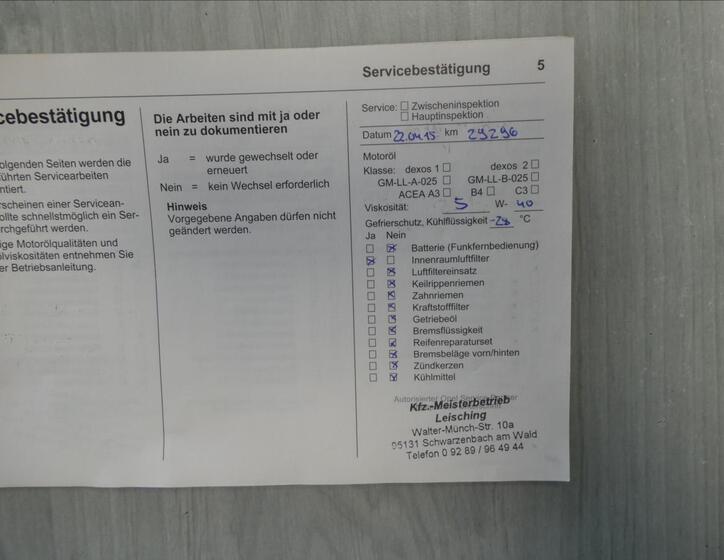 Servicebestätigung 5
cebestätigung
olgenden Seiten werden die
ührten Servicearbeiten
ntiert.
rscheinen einer Servicean-
ollte schnellstmöglich ein Ser-
rchgeführt werden.
ige Motorölqualitäten und
lviskositäten entnehmen Sie
er Betriebsanleitung.
Die Arbeiten sind mit ja oder
nein zu dokumentieren
Ja = wurde gewechselt oder
erneuert
Nein = kein Wechsel erforderlich
Hinweis
Vorgegebene Angaben dürfen nicht
geändert werden.
Service: ☐ Zwischeninspektion
☐ Hauptinspektion
Datum 22.04.15 km 29296
Motoröl
Klasse: dexos 1 ☐ dexos 2 ☐
GM-LL-A-025 ☐ GM-LL-B-025 ☐
ACEA A3 ☐ B4 ☐ C3 ☐
Viskosität: 5 W- 40
Gefrierschutz, Kühlflüssigkeit -28 °C
Ja Nein
☐ ☒ Batterie (Funkfernbedienung)
☒ ☐ Innenraumluftfilter
☐ ☒ Luftfiltereinsatz
☐ ☒ Keilrippenriemen
☐ ☒ Zahnriemen
☐ ☒ Kraftstofffilter
☐ ☒ Getriebeöl
☐ ☒ Bremsflüssigkeit
☐ ☒ Reifenreparaturset
☐ ☒ Bremsbeläge vorn/hinten
☐ ☒ Zündkerzen
☐ ☒ Kühlmittel
Autorisierter Opel Service Partner
Kfz.-Meisterbetrieb
Leisching
Walter-Münch-Str. 10a
95131 Schwarzenbach am Wald
Telefon 0 92 89 / 96 49 44